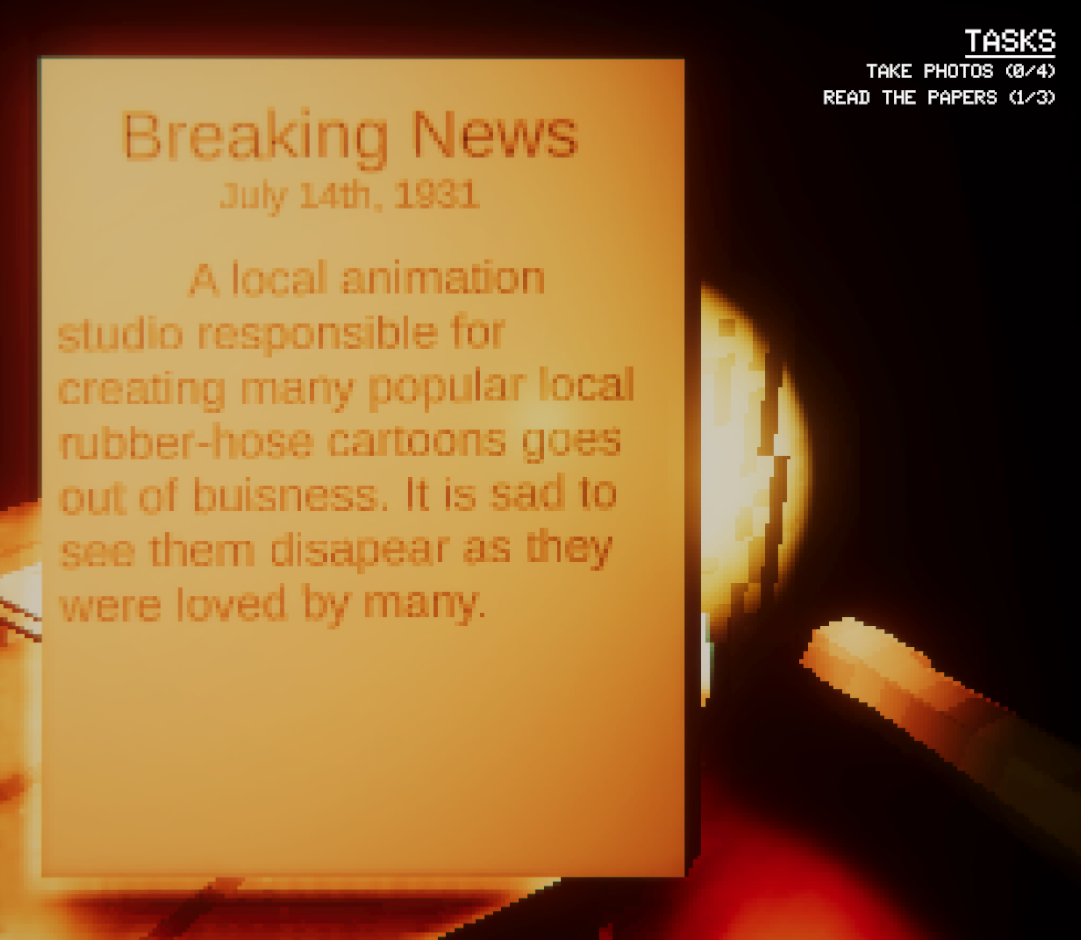 TASKS
TAKE PHOTOS (0/4)
READ THE PAPERS (1/3)
Breaking News
July 14th, 1931
A local animation
studio responsible for
creating many popular local
rubber-hose cartoons goes
out of buisness. It is sad to
see them disapear as they
were loved by many.